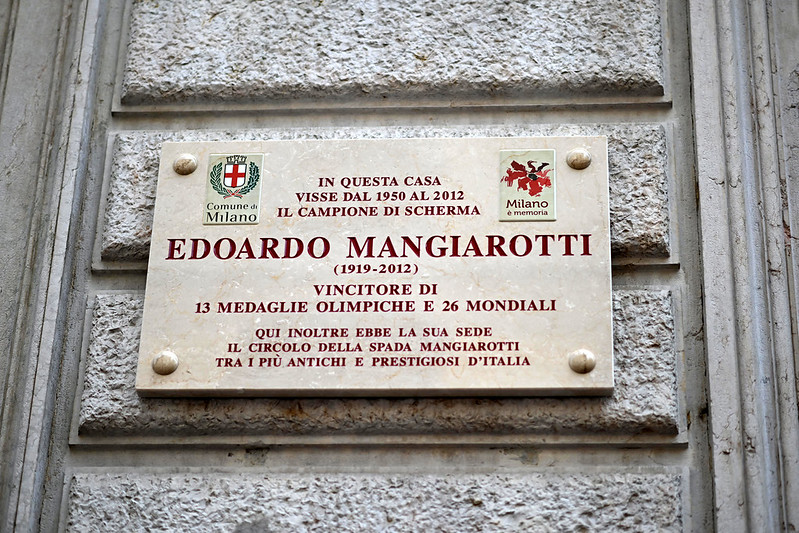 Comune di
Milano
Milano
è memoria
IN QUESTA CASA
VISSE DAL 1950 AL 2012
IL CAMPIONE DI SCHERMA
EDOARDO MANGIAROTTI
(1919-2012)
VINCITORE DI
13 MEDAGLIE OLIMPICHE E 26 MONDIALI
QUI INOLTRE EBBE LA SUA SEDE
IL CIRCOLO DELLA SPADA MANGIAROTTI
TRA I PIÙ ANTICHI E PRESTIGIOSI D'ITALIA